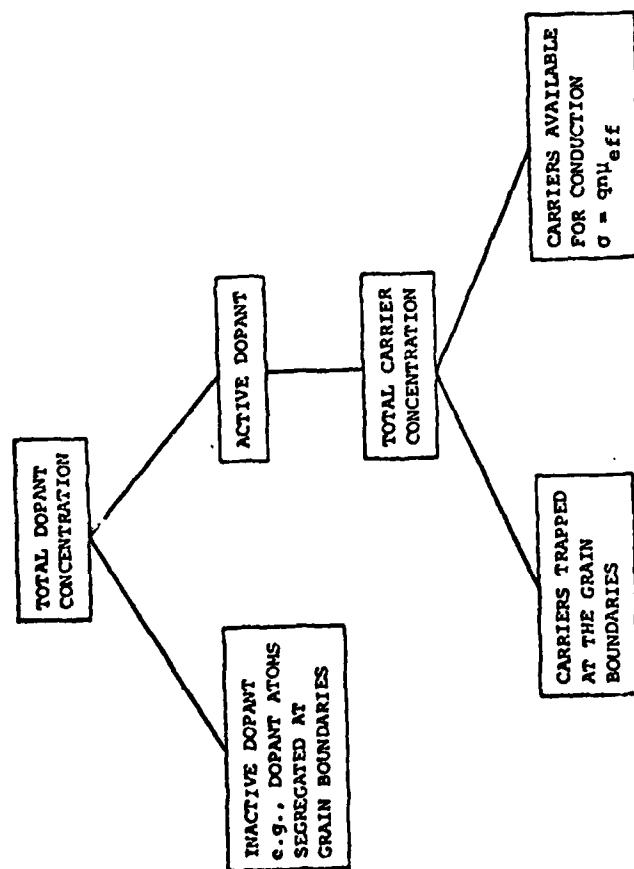 TOTAL DOPANT
CONCENTRATION
INACTIVE DOPANT
e.g., DOPANT ATOMS
SEGREGATED AT
GRAIN BOUNDARIES
ACTIVE DOPANT
TOTAL CARRIER
CONCENTRATION
CARRIERS TRAPPED
AT THE GRAIN
BOUNDARIES
CARRIERS AVAILABLE
FOR CONDUCTION
σ = qnμeff